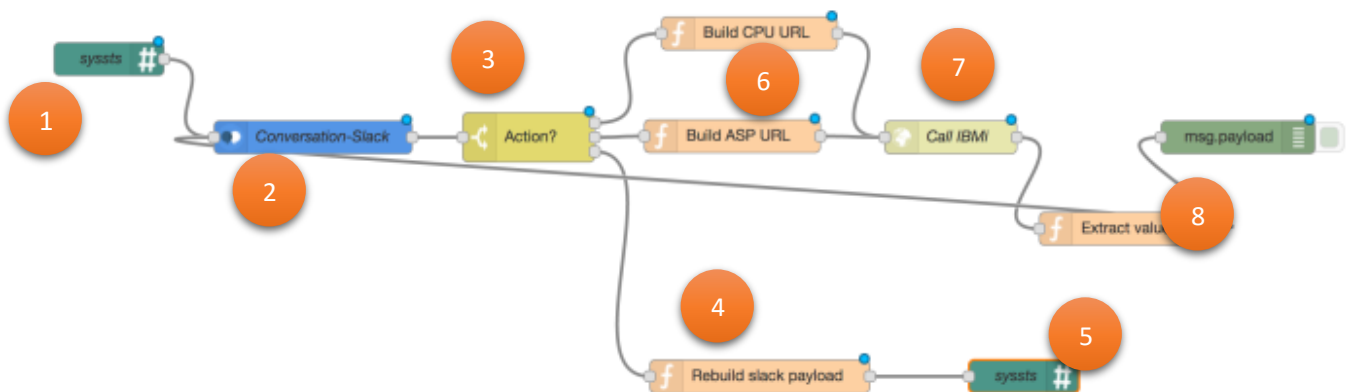 Build CPU URL
syssts
3
7
6
1
Conversation-Slack
Action?
Build ASP URL
Call IBMi
msg.payload
2
8
Extract valu
4
5
Rebuild slack payload
syssts